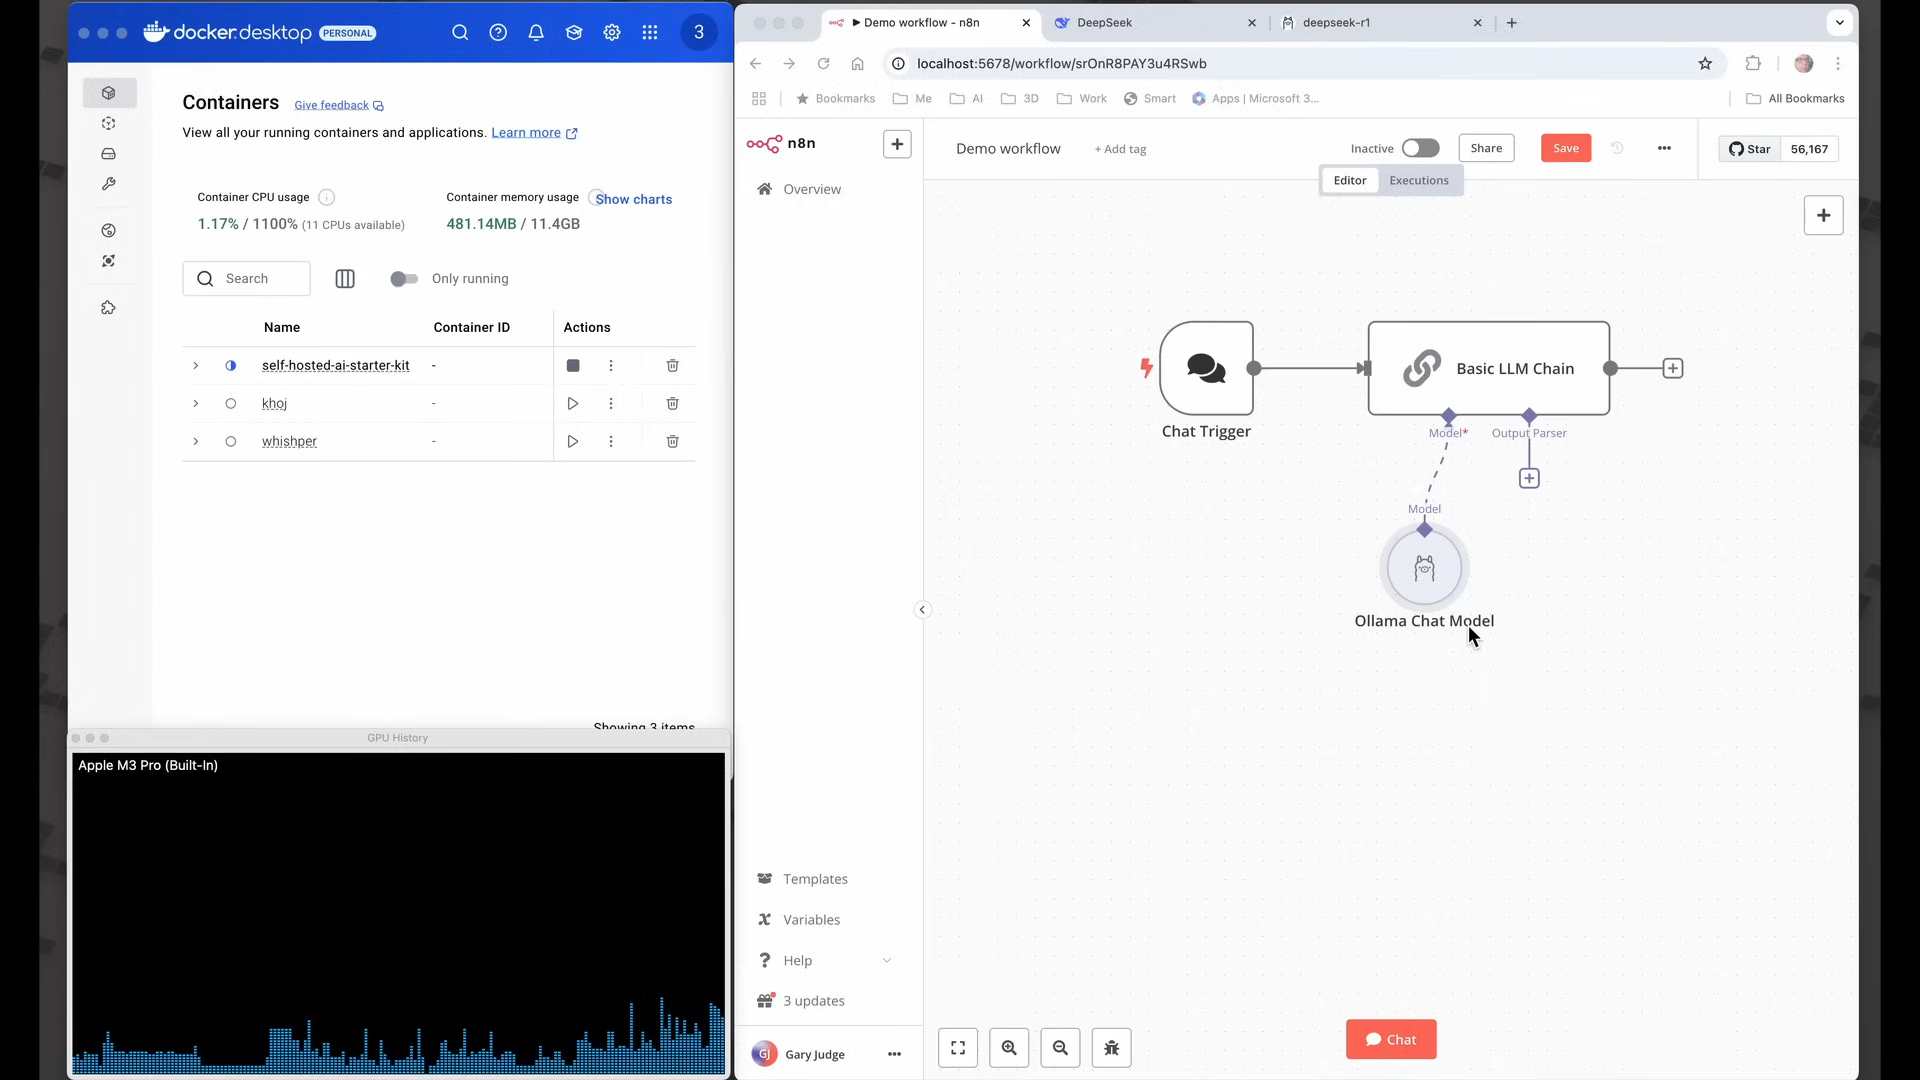 docker desktop PERSONAL
3
Containers Give feedback
View all your running containers and applications. Learn more
Container CPU usage
1.17% / 1100% (11 CPUs available)
Container memory usage
481.14MB / 11.4GB
Show charts
Search
Only running
Name Container ID Actions
self-hosted-ai-starter-kit -
khoj -
whishper -
Showing 3 items
GPU History
Apple M3 Pro (Built-In)
▶ Demo workflow - n8n
DeepSeek
deepseek-r1
localhost:5678/workflow/srOnR8PAY3u4RSwb
Bookmarks Me AI 3D Work Smart Apps | Microsoft 3... All Bookmarks
n8n
Overview
Demo workflow + Add tag
Inactive Share Save ••• Star 56,167
Editor Executions
Basic LLM Chain
Chat Trigger
Model* Output Parser
Model
Ollama Chat Model
Templates
Variables
Help
3 updates
GJ Gary Judge •••
Chat